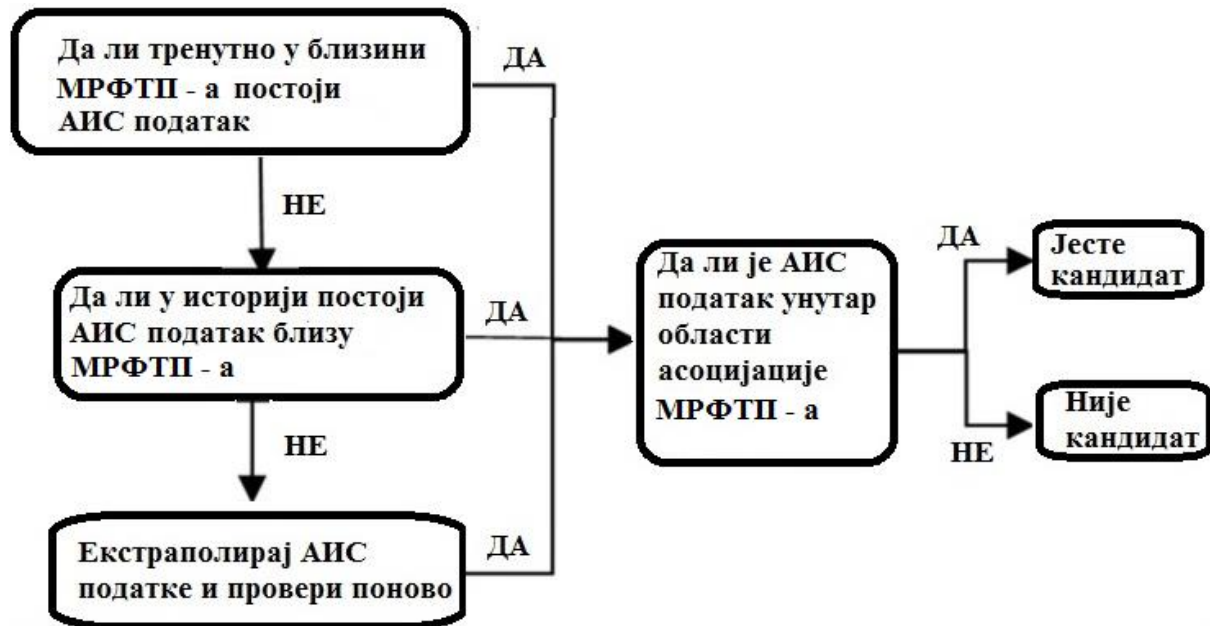 Да ли тренутно у близини
МРФТП - а постоји
АИС податак
ДА
НЕ
Да ли у историји постоји
АИС податак близу
МРФТП - а
ДА
НЕ
Екстраполирај АИС
податке и провери поново
ДА
Да ли је АИС
податак унутар
области
асоцијације
МРФТП - а
ДА
Јесте
кандидат
НЕ
Није
кандидат